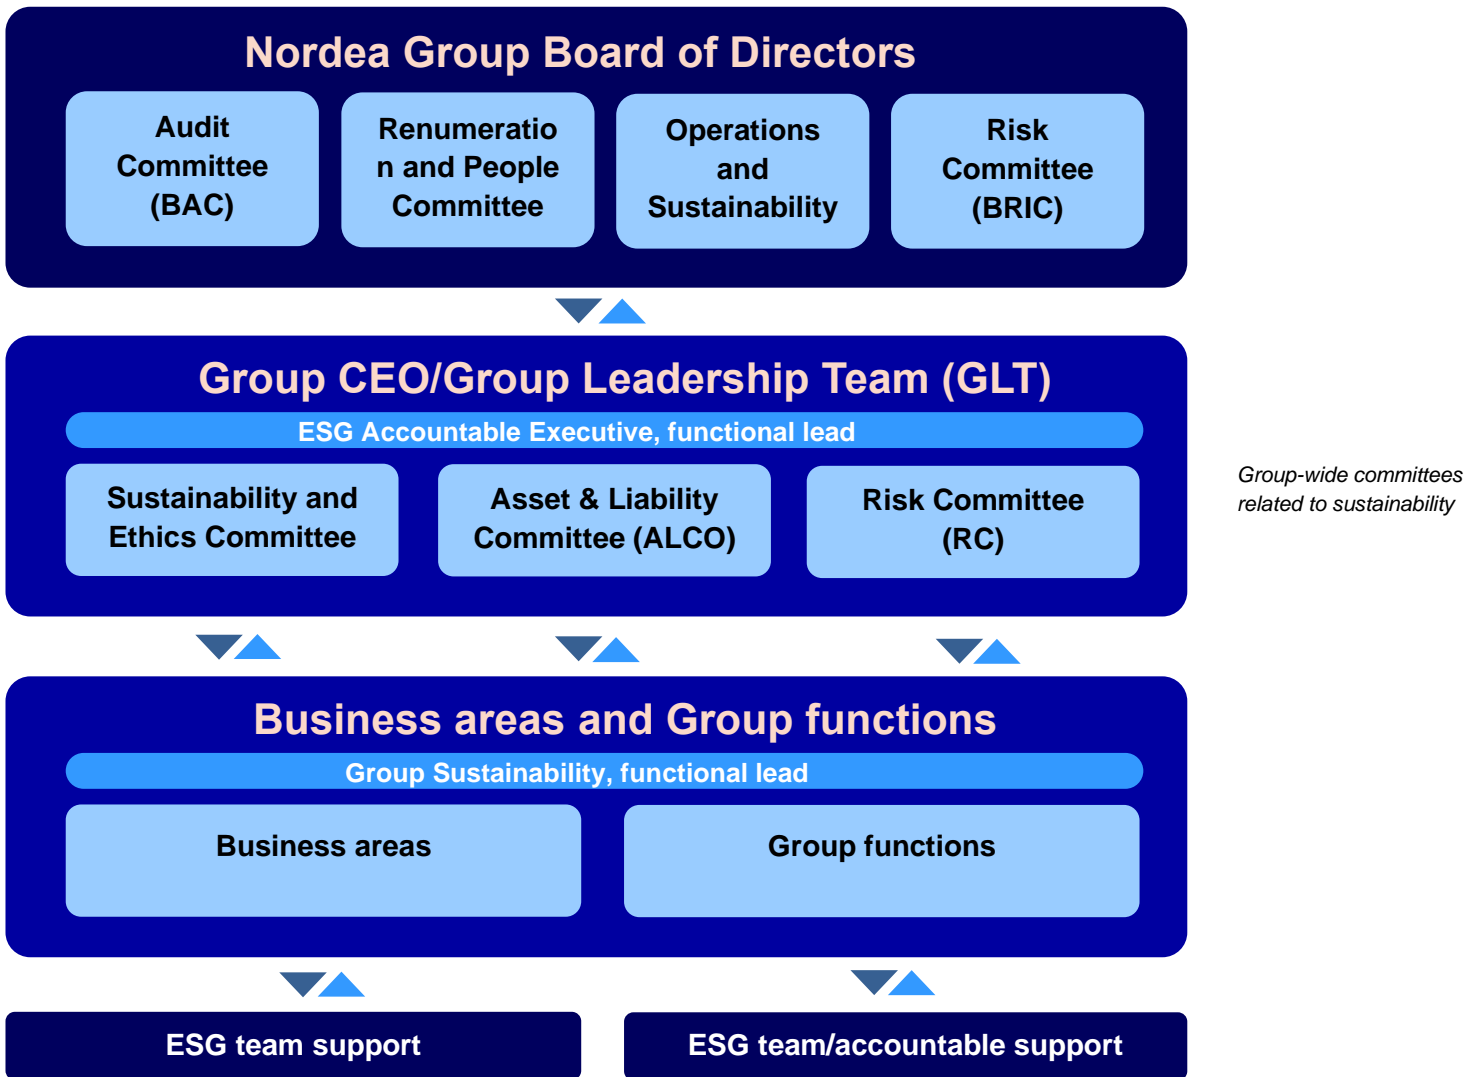 Nordea Group Board of Directors
Audit
Committee
(BAC)
Renumeratio
n and People
Committee
Operations
and
Sustainability
Risk
Committee
(BRIC)
Group CEO/Group Leadership Team (GLT)
ESG Accountable Executive, functional lead
Sustainability and
Ethics Committee
Asset & Liability
Committee (ALCO)
Risk Committee
(RC)
Group-wide committees
related to sustainability
Business areas and Group functions
Group Sustainability, functional lead
Business areas
Group functions
ESG team support
ESG team/accountable support